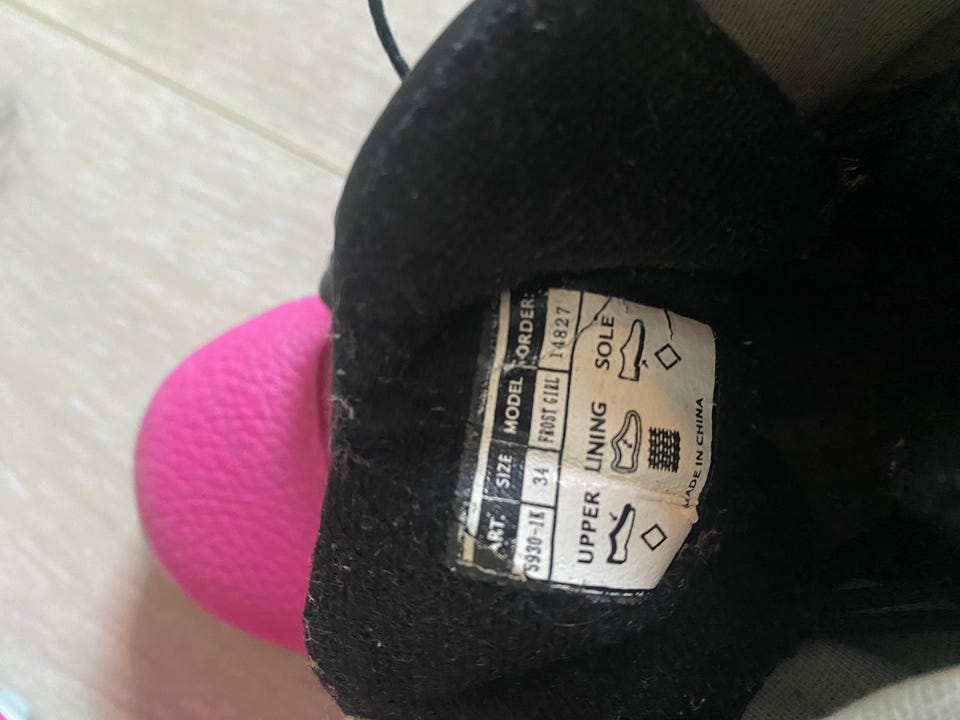 ART. SIZE MODEL ORDER:
5930-1K 34 FROST GIRL 14827
UPPER LINING SOLE
MADE IN CHINA